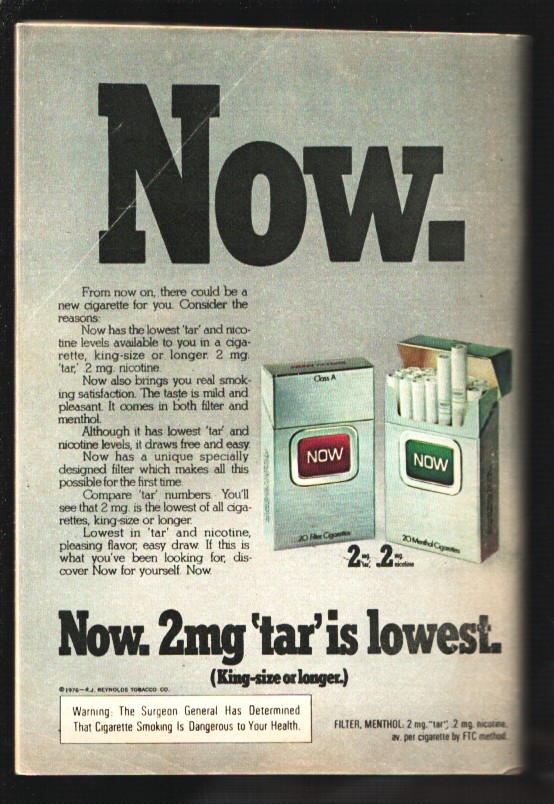 Now.
From now on, there could be a
new cigarette for you. Consider the
reasons:
Now has the lowest 'tar' and nico-
tine levels available to you in a ciga-
rette, king-size or longer. 2 mg.
'tar,' .2 mg. nicotine.
Now also brings you real smok-
ing satisfaction. The taste is mild and
pleasant. It comes in both filter and
menthol.
Although it has lowest 'tar' and
nicotine levels, it draws free and easy.
Now has a unique specially
designed filter which makes all this
possible for the first time.
Compare 'tar' numbers. You'll
see that 2 mg. is the lowest of all ciga-
rettes, king-size or longer.
Lowest in 'tar' and nicotine,
pleasing flavor, easy draw. If this is
what you've been looking for, dis-
cover Now for yourself. Now.
Class A
NOW
20 Filter Cigarettes
NOW
20 Menthol Cigarettes
2 mg. 'tar', .2 mg. nicotine
Now. 2mg 'tar' is lowest.
(King-size or longer.)
© 1976—R.J. REYNOLDS TOBACCO CO.
Warning: The Surgeon General Has Determined
That Cigarette Smoking Is Dangerous to Your Health.
FILTER, MENTHOL: 2 mg. "tar", .2 mg. nicotine,
av. per cigarette by FTC method.